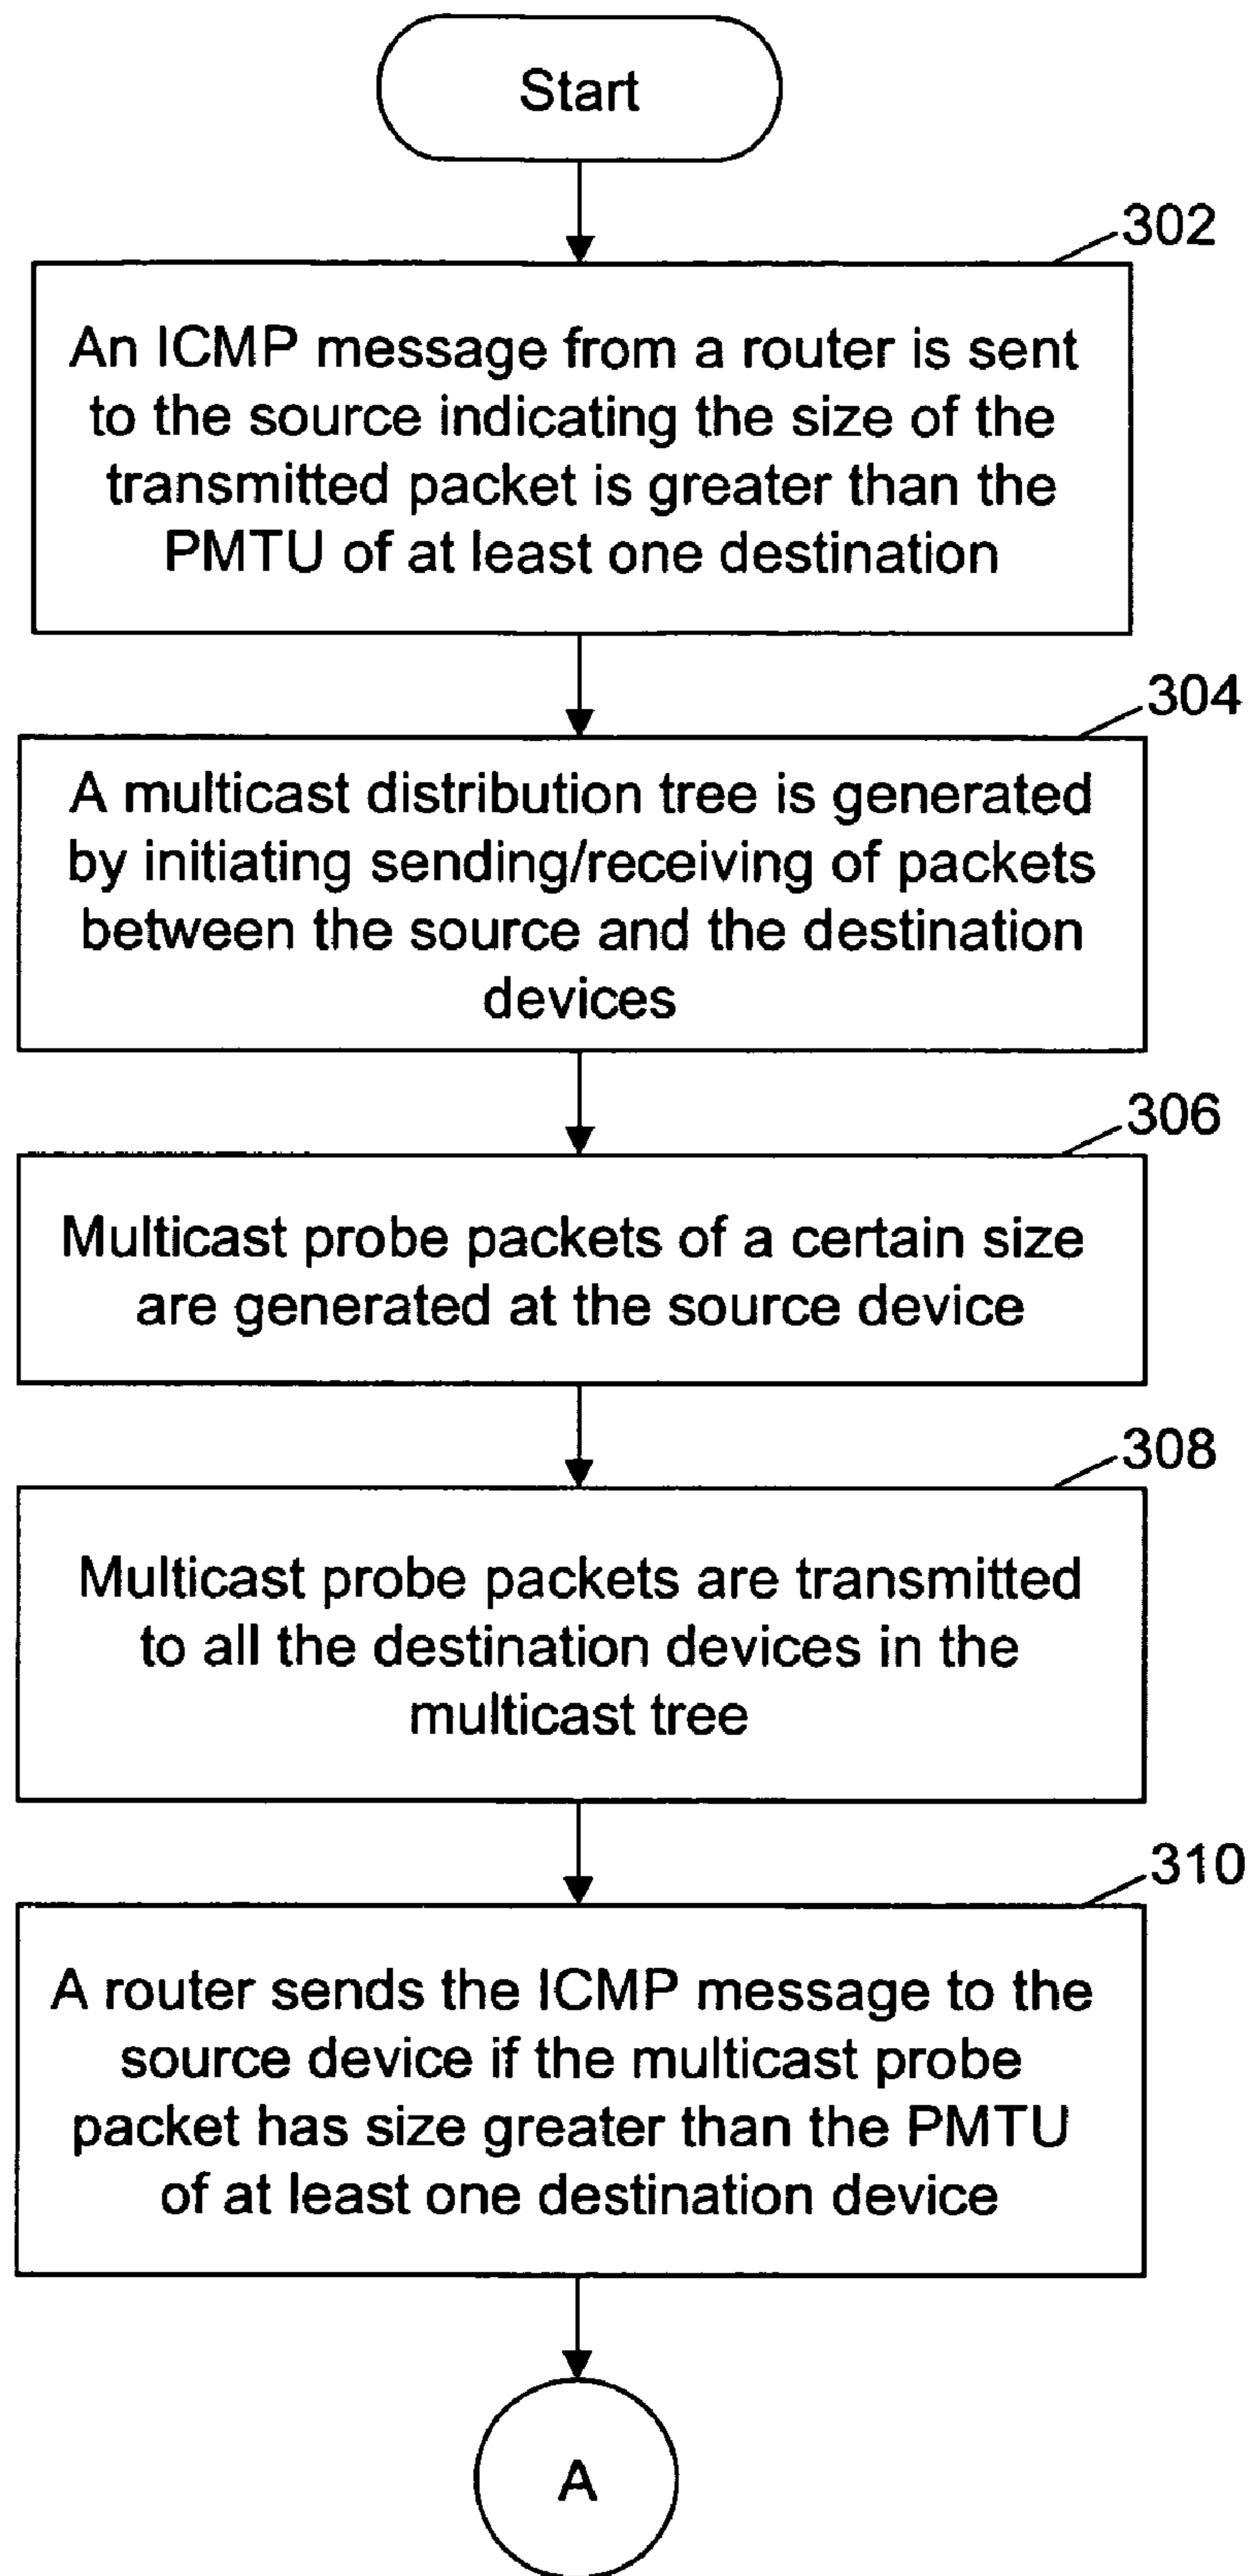 Start
302
An ICMP message from a router is sent
to the source indicating the size of the
transmitted packet is greater than the
PMTU of at least one destination
304
A multicast distribution tree is generated
by initiating sending/receiving of packets
between the source and the destination
devices
306
Multicast probe packets of a certain size
are generated at the source device
308
Multicast probe packets are transmitted
to all the destination devices in the
multicast tree
310
A router sends the ICMP message to the
source device if the multicast probe
packet has size greater than the PMTU
of at least one destination device
A